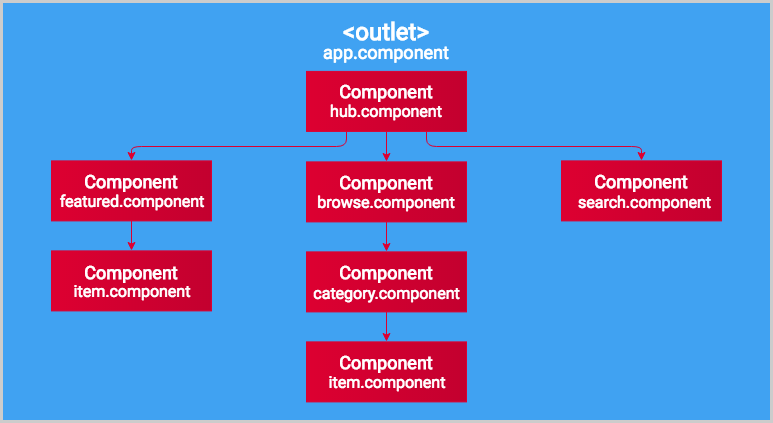 <outlet>
app.component
Component
hub.component
Component
featured.component
Component
browse.component
Component
search.component
Component
item.component
Component
category.component
Component
item.component